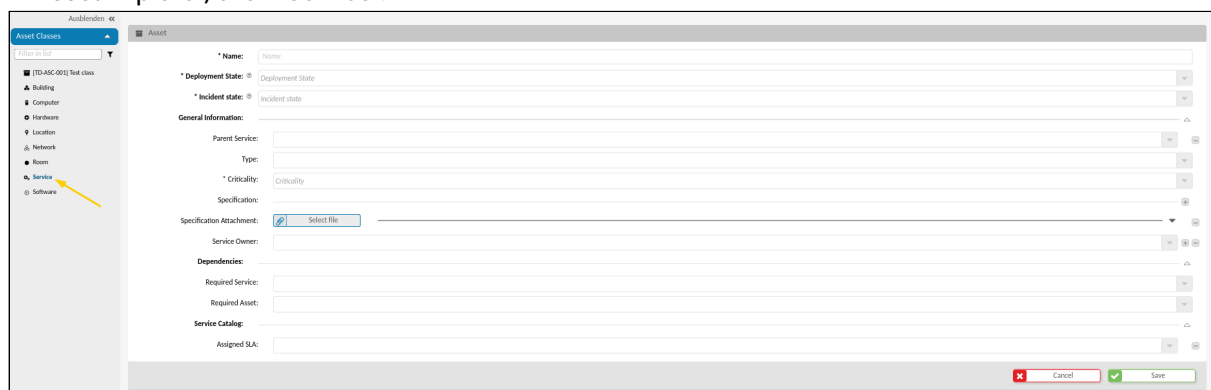 Ausblenden «
Asset Classes
Filter in list
[TD-ASC-001] Test class
Building
Computer
Hardware
Location
Network
Room
Service
Software
Asset
* Name: Name
* Deployment State: Deployment State
* Incident state: Incident state
General Information:
Parent Service:
Type:
* Criticality: Criticality
Specification:
Specification Attachment: Select file
Service Owner:
Dependencies:
Required Service:
Required Asset:
Service Catalog:
Assigned SLA:
Cancel Save